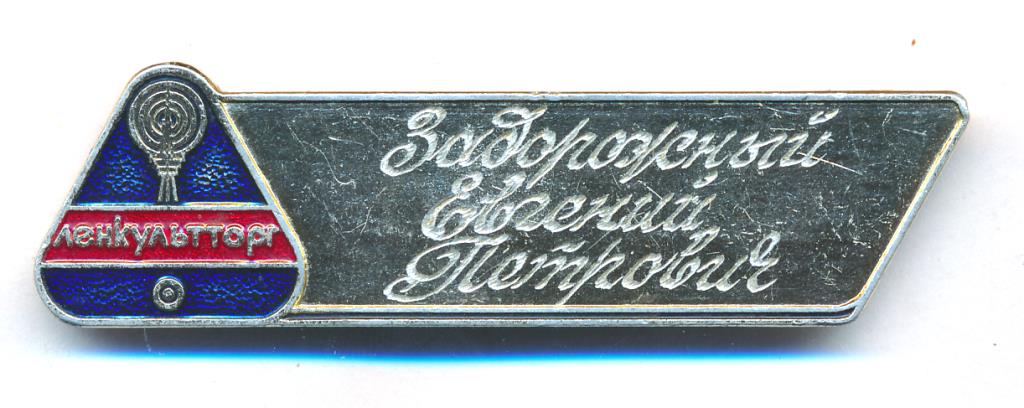 ленкультторг
Задорожный
Евгений
Петрович